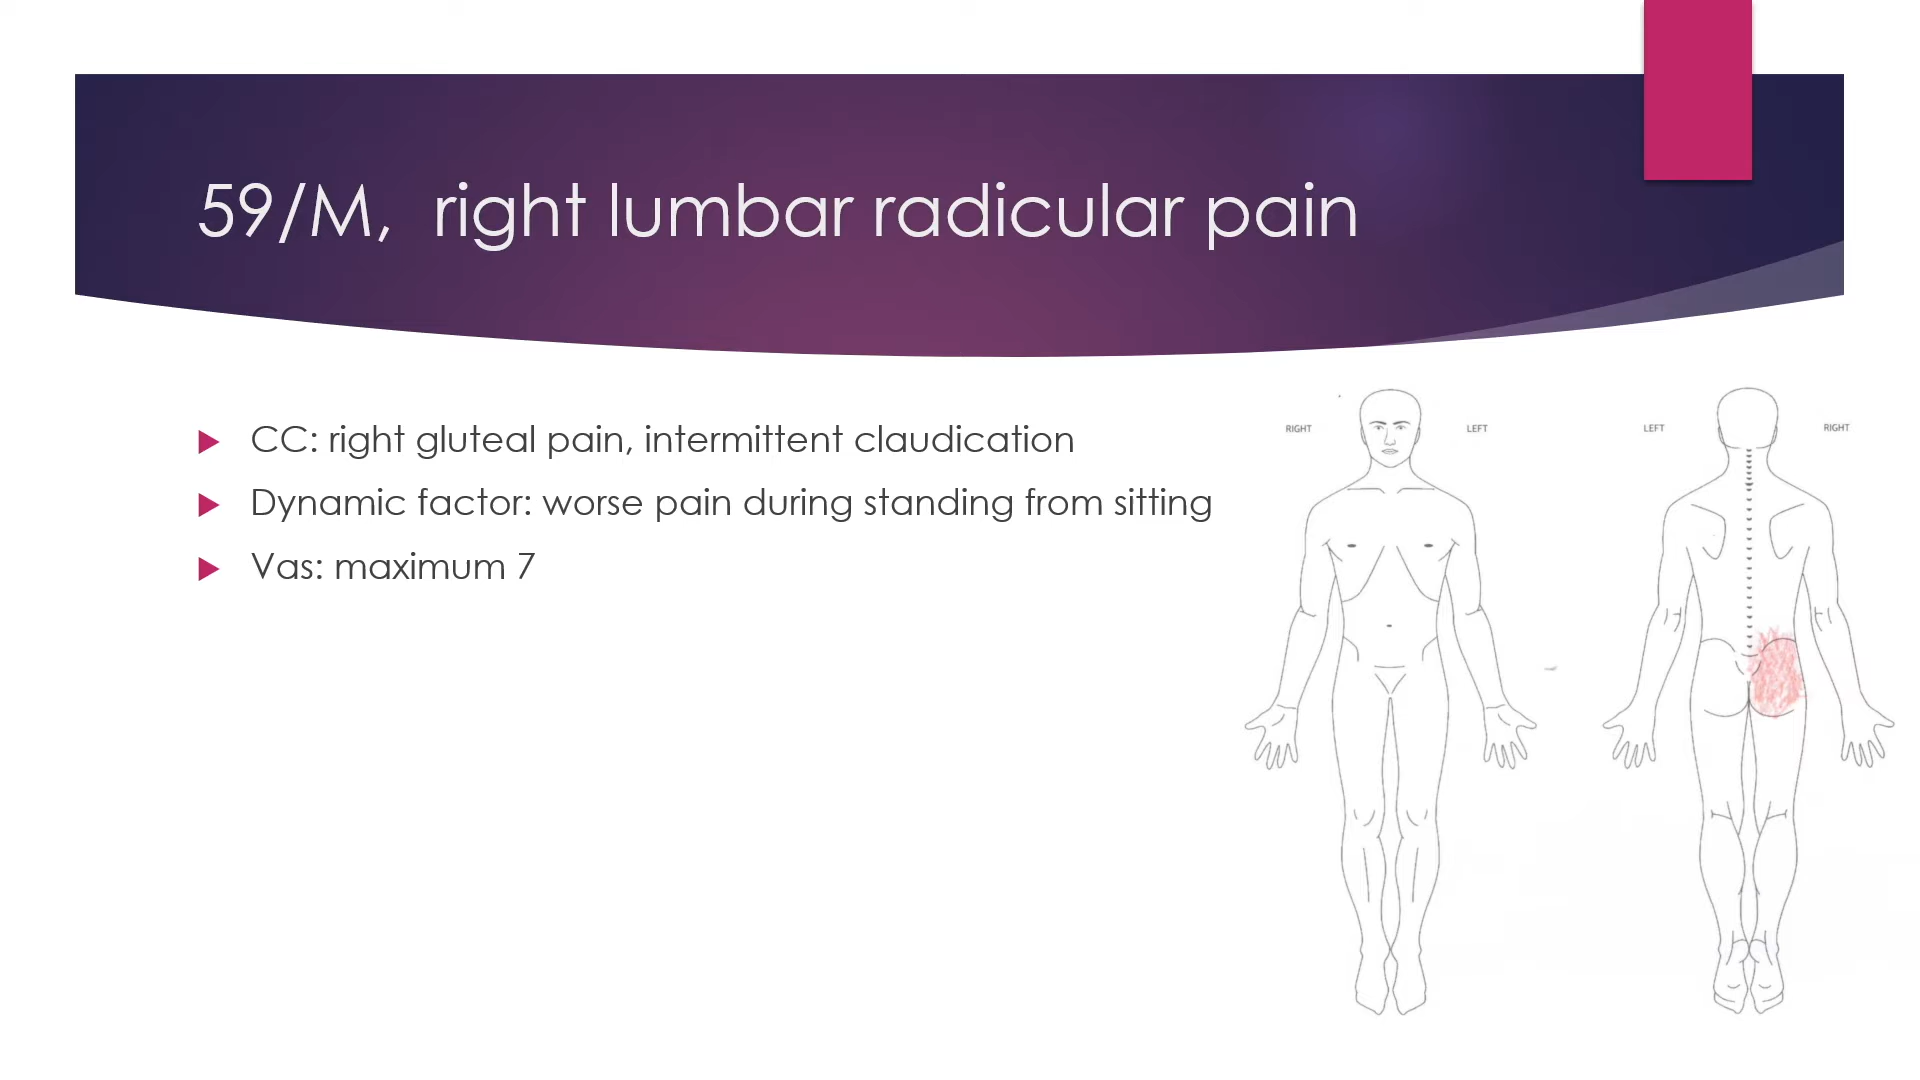 59/M, right lumbar radicular pain
CC: right gluteal pain, intermittent claudication
Dynamic factor: worse pain during standing from sitting
Vas: maximum 7
RIGHT
LEFT
LEFT
RIGHT